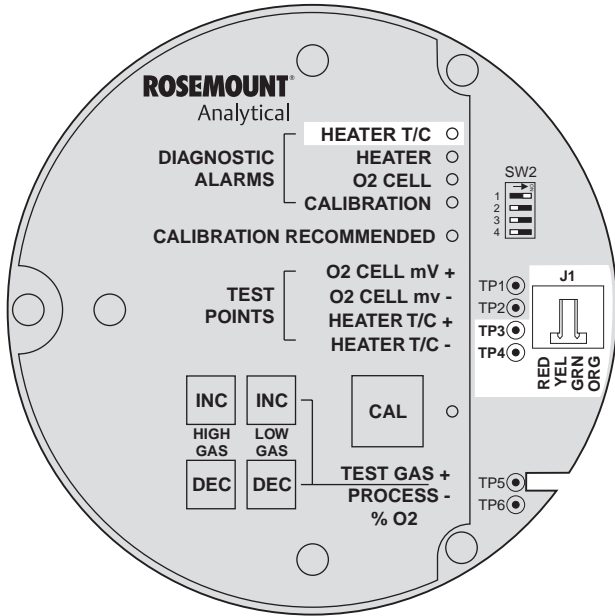 ROSEMOUNT®
Analytical
HEATER T/C
DIAGNOSTIC
ALARMS
HEATER
O2 CELL
CALIBRATION
CALIBRATION RECOMMENDED
TEST
POINTS
O2 CELL mV +
O2 CELL mv -
HEATER T/C +
HEATER T/C -
INC
INC
HIGH
GAS
LOW
GAS
DEC
DEC
CAL
TEST GAS +
PROCESS -
% O2
SW2
1
2
3
4
J1
TP1
TP2
TP3
TP4
RED
YEL
GRN
ORG
TP5
TP6